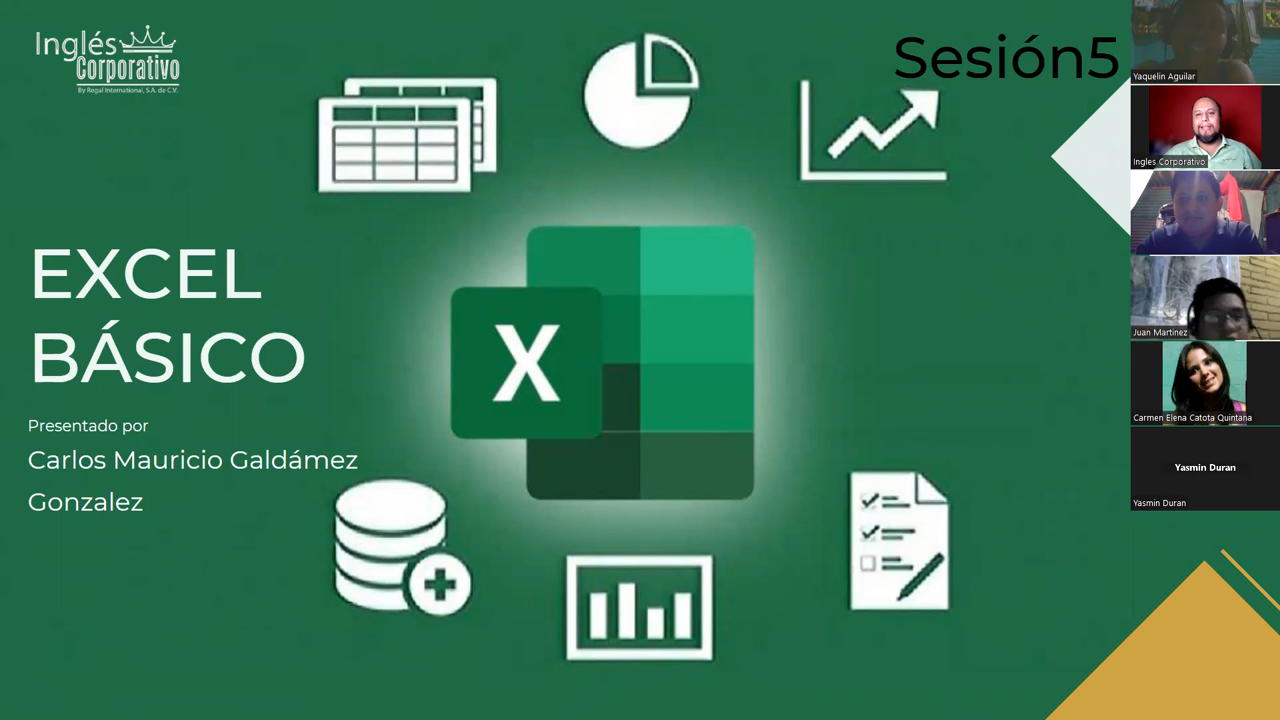 Inglés
Corporativo
By Regal International, S.A. de C.V.
Sesión5
EXCEL
BÁSICO
Presentado por
Carlos Mauricio Galdámez
Gonzalez
X
Yaquelin Aguilar
Ingles Corporativo
Juan Martinez
Carmen Elena Catota Quintana
Yasmin Duran
Yasmin Duran